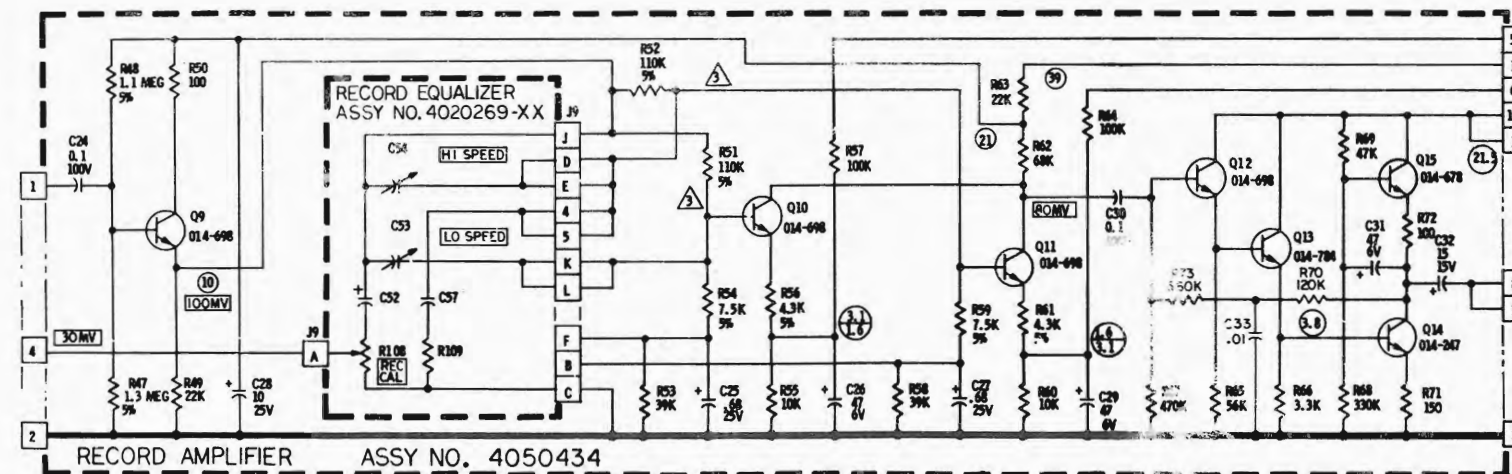 R48
1.1 MEG
5%
R50
100
C24
0.1
100V
1
Q9
014-698
10
100MV
30MV
4
R47
1.3 MEG
5%
R49
22K
C28
10
25V
2
RECORD EQUALIZER
ASSY NO. 4020269-XX
J9
HI SPEED
C53
LO SPEED
C52
C57
J9
A
R108
REC
CAL
R109
J
D
E
4
5
K
L
F
B
C
R52
110K
5%
3
R51
110K
5%
3
R57
100K
Q10
014-698
R54
7.5K
5%
R56
4.3K
5%
3.1
1.6
R53
39K
C25
.68
25V
R55
10K
C26
47
6V
R58
39K
C27
.68
25V
R63
22K
39
21
R62
68K
R64
100K
80MV
C30
0.1
Q11
014-698
R59
7.5K
5%
R61
4.3K
1.6
3.1
R60
10K
C29
47
6V
Q12
014-698
Q13
014-784
R69
47K
Q15
014-678
21.5
R72
100
C31
47
6V
C32
15
15V
R70
120K
C33
.01
3.8
Q14
014-247
470K
R65
56K
R66
3.3K
R68
330K
R71
150
RECORD AMPLIFIER
ASSY NO. 4050434